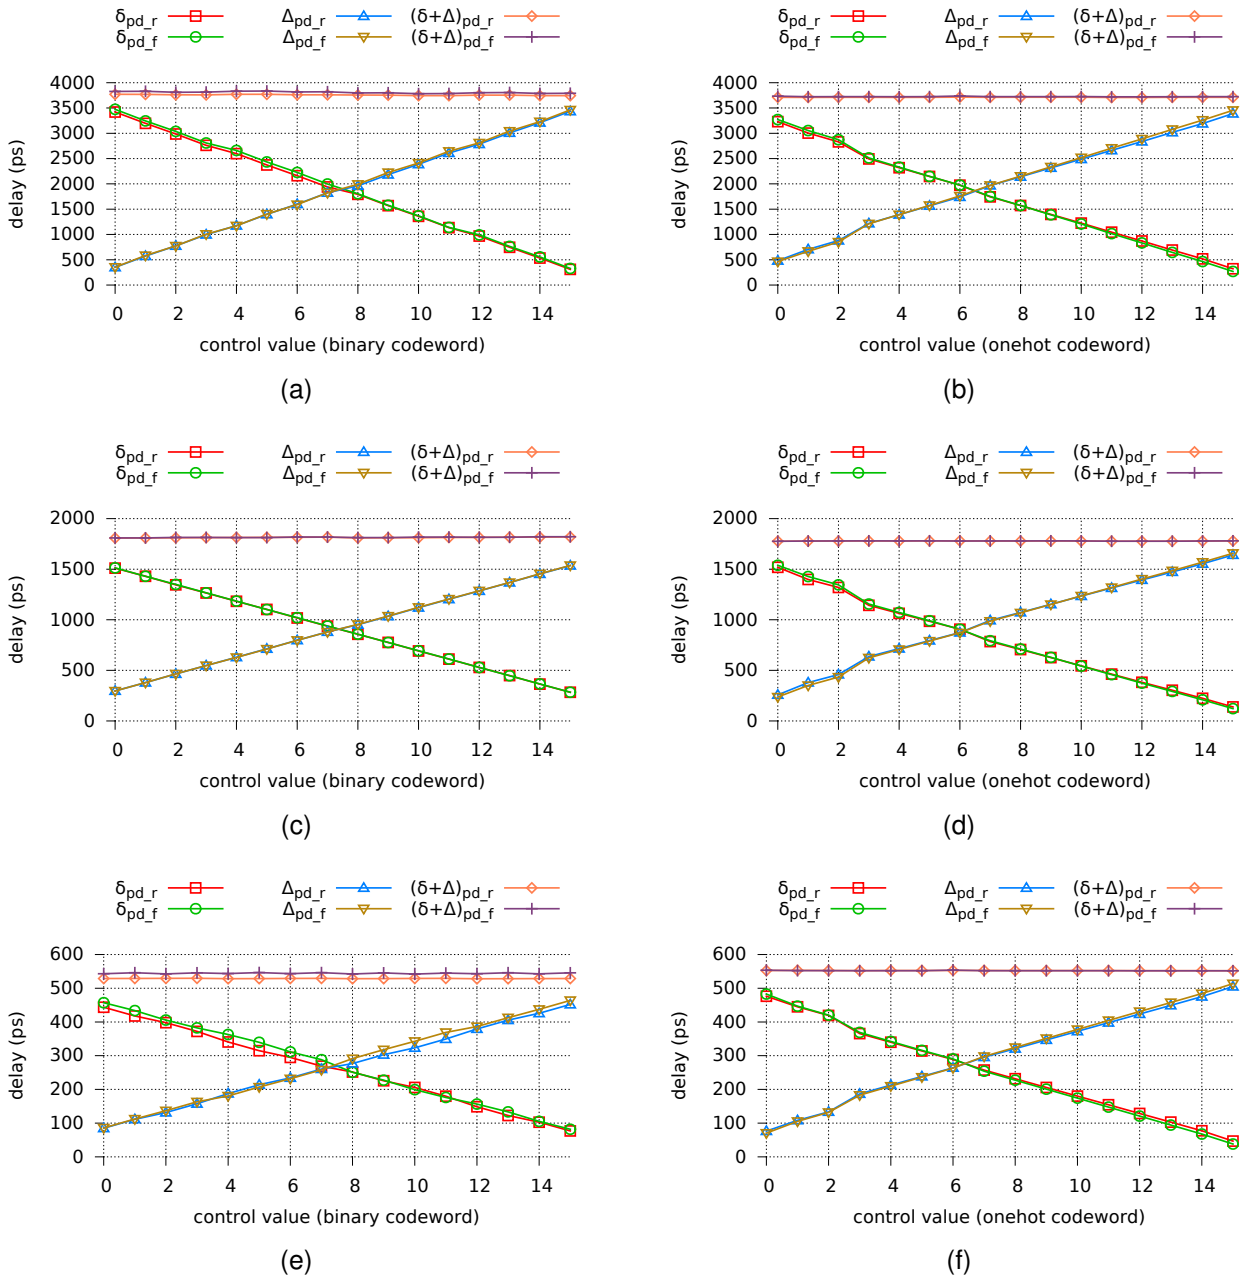 δpd_r Δpd_r (δ+Δ)pd_r
δpd_f Δpd_f (δ+Δ)pd_f
4000
3500
3000
2500
2000
1500
1000
500
0
delay (ps)
0 2 4 6 8 10 12 14
control value (binary codeword)
(a)
δpd_r Δpd_r (δ+Δ)pd_r
δpd_f Δpd_f (δ+Δ)pd_f
4000
3500
3000
2500
2000
1500
1000
500
0
delay (ps)
0 2 4 6 8 10 12 14
control value (onehot codeword)
(b)
δpd_r Δpd_r (δ+Δ)pd_r
δpd_f Δpd_f (δ+Δ)pd_f
2000
1500
1000
500
0
delay (ps)
0 2 4 6 8 10 12 14
control value (binary codeword)
(c)
δpd_r Δpd_r (δ+Δ)pd_r
δpd_f Δpd_f (δ+Δ)pd_f
2000
1500
1000
500
0
delay (ps)
0 2 4 6 8 10 12 14
control value (onehot codeword)
(d)
δpd_r Δpd_r (δ+Δ)pd_r
δpd_f Δpd_f (δ+Δ)pd_f
600
500
400
300
200
100
0
delay (ps)
0 2 4 6 8 10 12 14
control value (binary codeword)
(e)
δpd_r Δpd_r (δ+Δ)pd_r
δpd_f Δpd_f (δ+Δ)pd_f
600
500
400
300
200
100
0
delay (ps)
0 2 4 6 8 10 12 14
control value (onehot codeword)
(f)